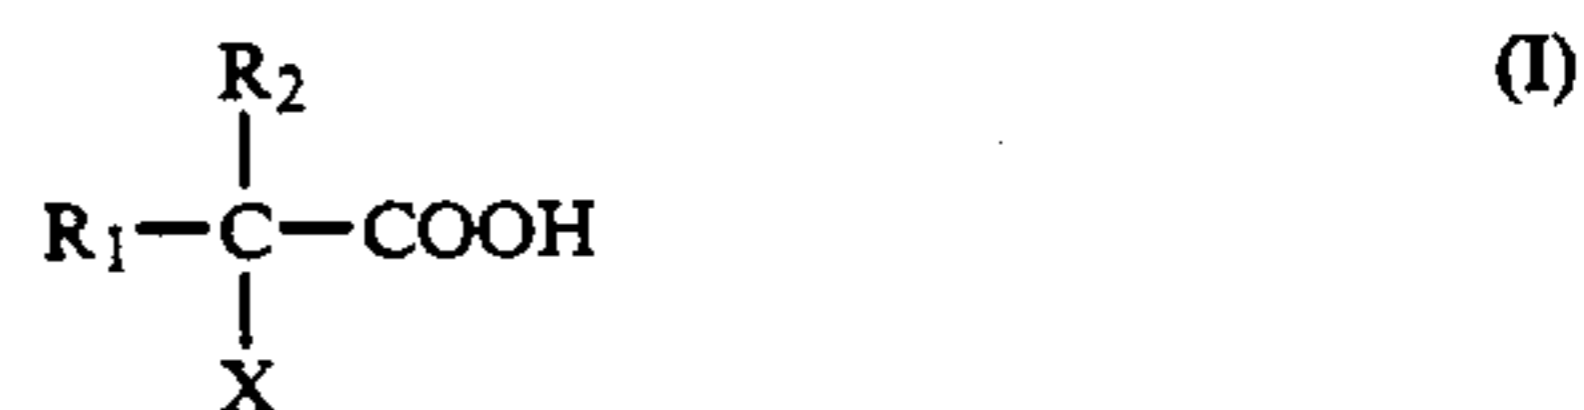 R2 (I)
R1—C—COOH
X